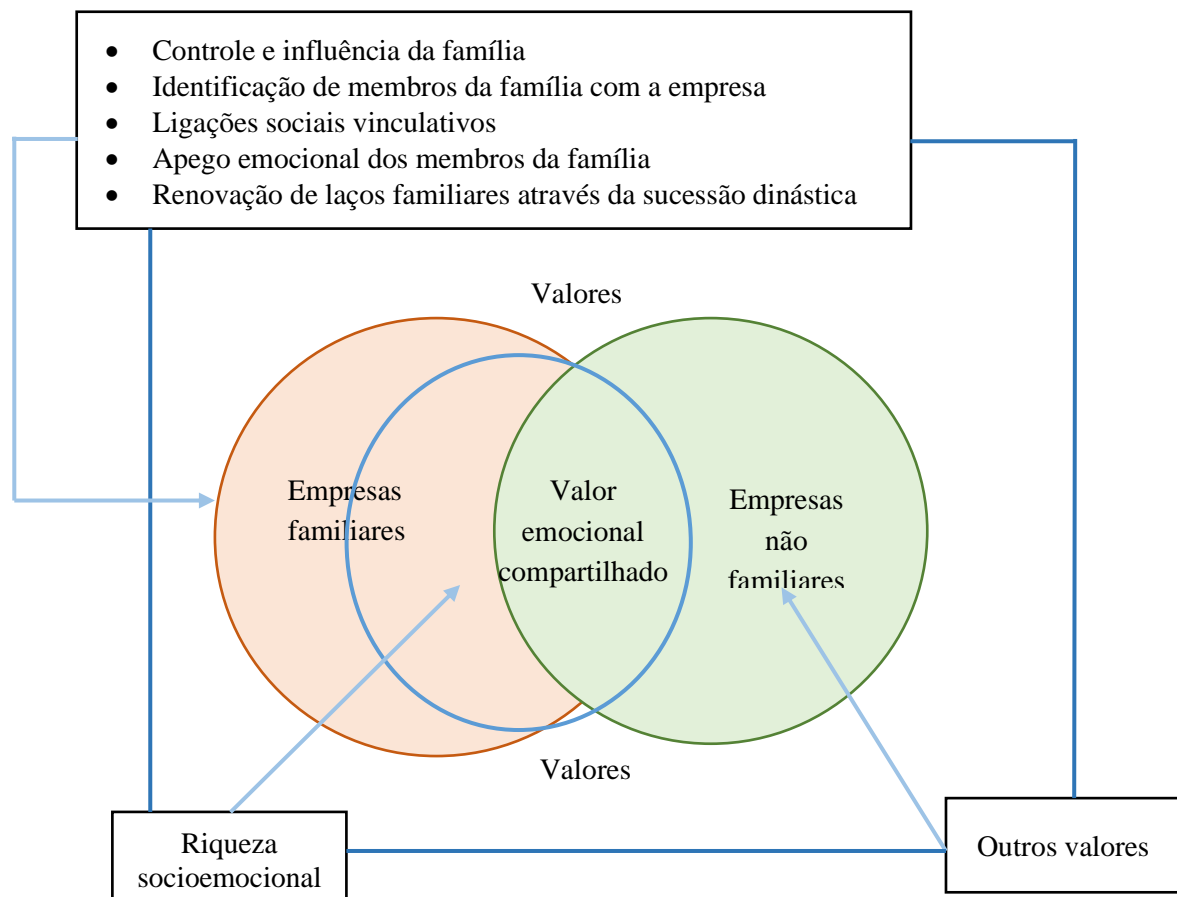 • Controle e influência da família
• Identificação de membros da família com a empresa
• Ligações sociais vinculativos
• Apego emocional dos membros da família
• Renovação de laços familiares através da sucessão dinástica
Valores
Empresas
familiares
Valor
emocional
compartilhado
Empresas
não
familiares
Valores
Riqueza
socioemocional
Outros valores